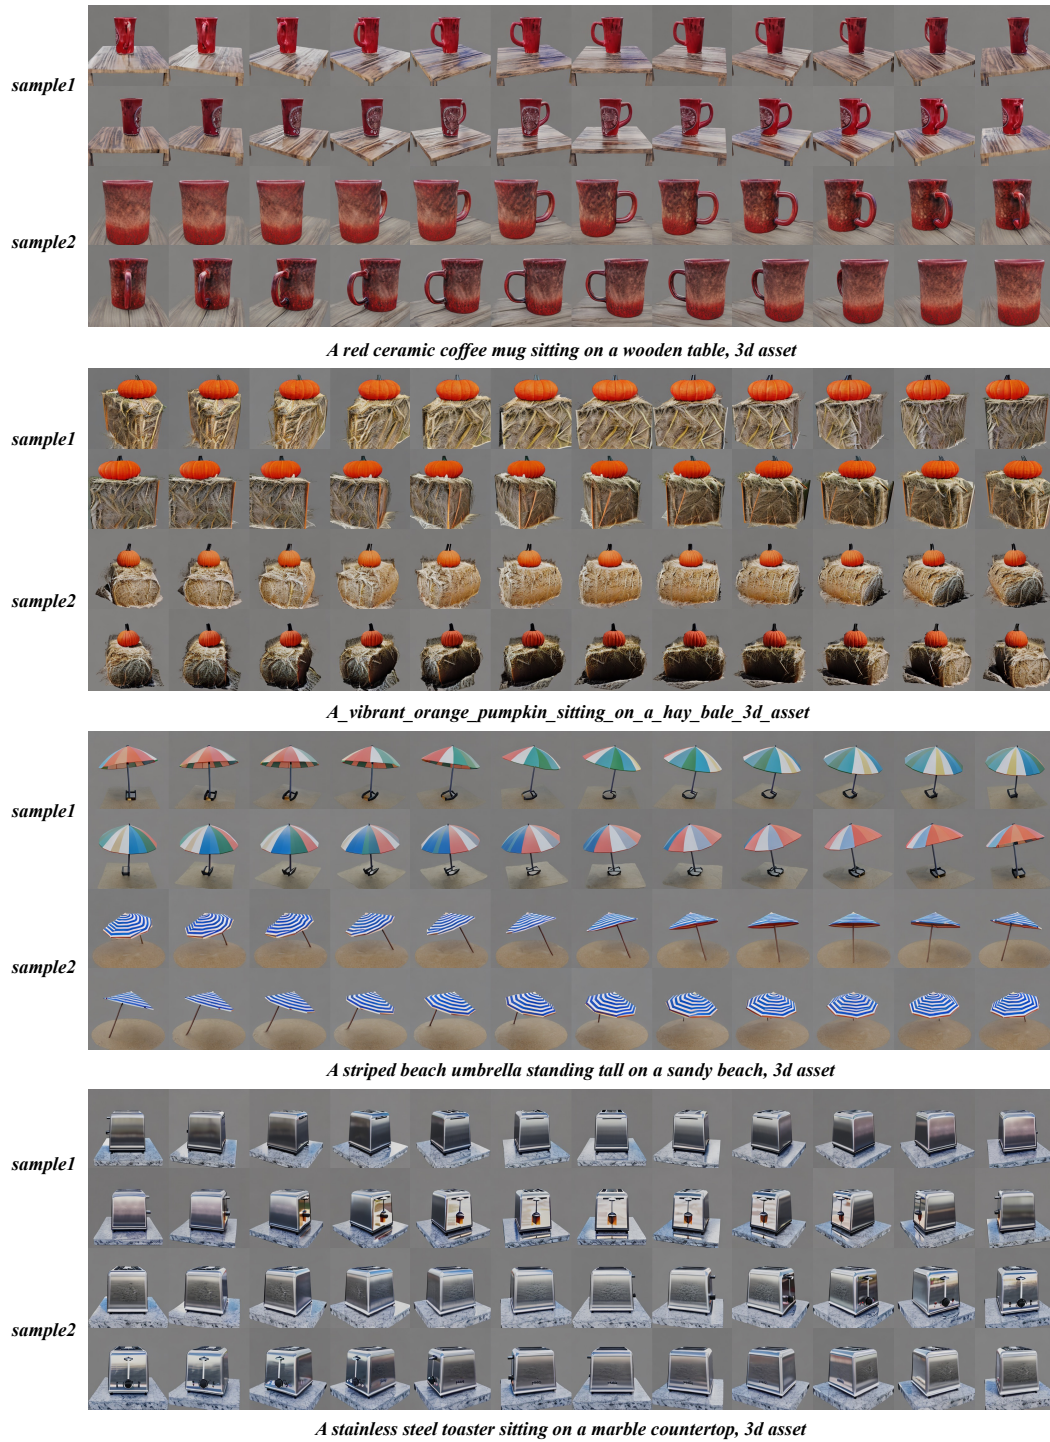 sample1
sample2
A red ceramic coffee mug sitting on a wooden table, 3d asset
sample1
sample2
A_vibrant_orange_pumpkin_sitting_on_a_hay_bale_3d_asset
sample1
sample2
A striped beach umbrella standing tall on a sandy beach, 3d asset
sample1
sample2
A stainless steel toaster sitting on a marble countertop, 3d asset